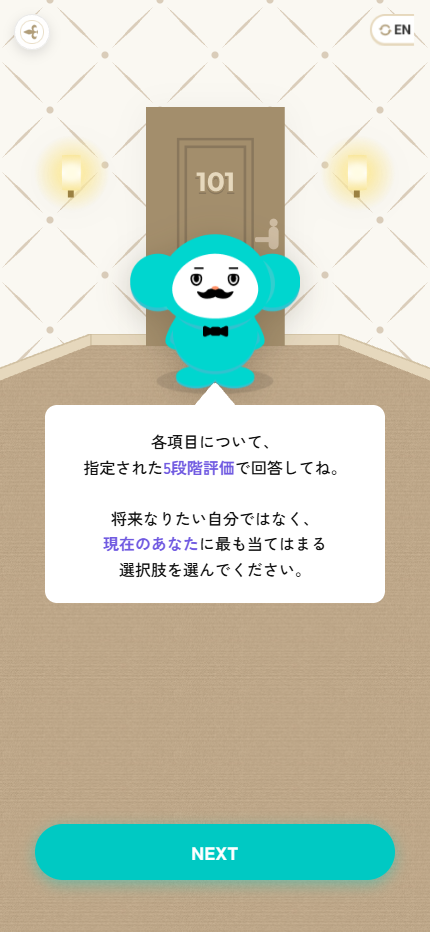 EN
101
各項目について、
指定された5段階評価で回答してね。
将来なりたい自分ではなく、
現在のあなたに最も当てはまる
選択肢を選んでください。
NEXT